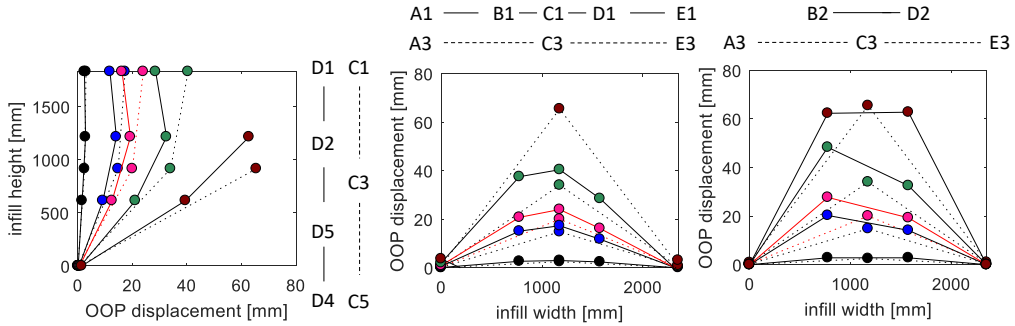 A1 B1 C1 D1 E1
A3 C3 E3
B2 D2
A3 C3 E3
infill height [mm]
1500
1000
500
0
0 20 40 60 80
OOP displacement [mm]
D1 C1
D2
C3
D5
D4 C5
OOP displacement [mm]
80
60
40
20
0
0 1000 2000
infill width [mm]
OOP displacement [mm]
80
60
40
20
0
0 1000 2000
infill width [mm]